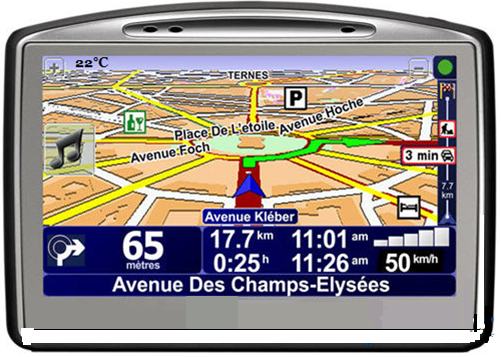 + 22°C -
TERNES
P
Place De L'etoile
Avenue Hoche
Avenue Foch
3 min
7.7 km
Avenue Kléber
65 mètres
17.7 km 11:01 am
0:25 h 11:26 am 50 km/h
Avenue Des Champs-Elysées